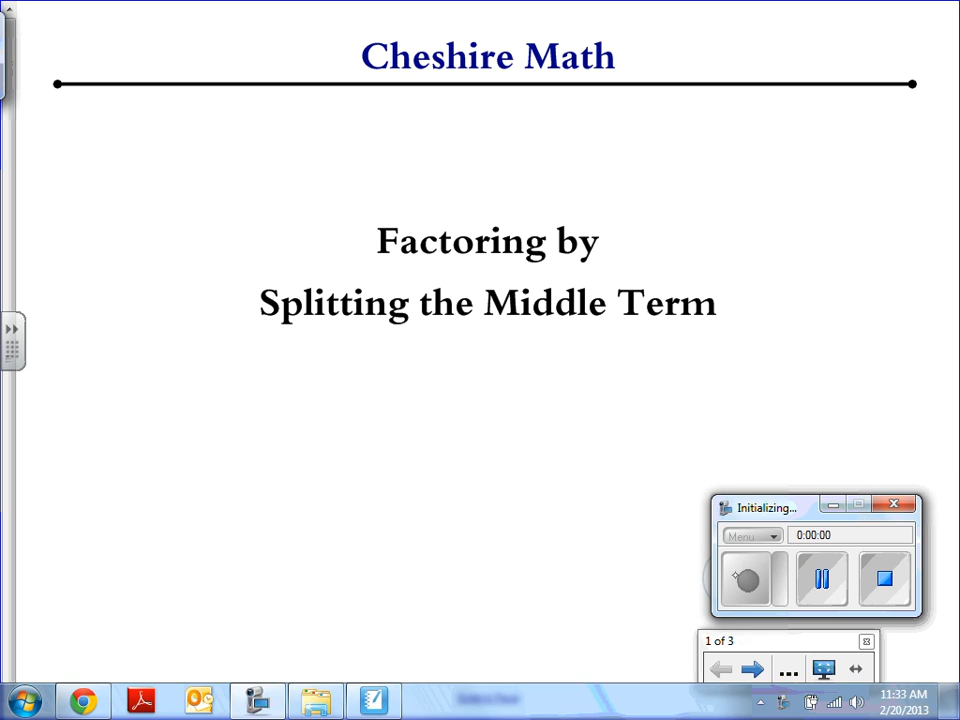 Cheshire Math
Factoring by
Splitting the Middle Term
Initializing...
Menu
0:00:00
1 of 3
...
11:33 AM
2/20/2013